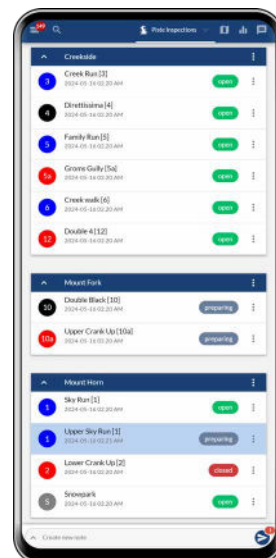 149
Piste Inspections
Creekside
3
Creek Run [3]
2024-05-16 02:20 AM
open
4
Direttissima [4]
2024-05-16 02:20 AM
open
5
Family Run [5]
2024-05-16 02:20 AM
open
5a
Groms Gully [5a]
2024-05-16 02:20 AM
open
6
Creek walk [6]
2024-05-16 02:20 AM
open
12
Double 4 [12]
2024-05-16 02:20 AM
open
Mount Fork
10
Double Black [10]
2024-05-16 02:20 AM
preparing
10a
Upper Crank Up [10a]
2024-05-16 02:20 AM
preparing
Mount Horn
1
Sky Run [1]
2024-05-16 02:20 AM
open
1
Upper Sky Run [1]
2024-05-16 02:21 AM
preparing
2
Lower Crank Up [2]
2024-05-16 02:20 AM
closed
S
Snowpark
2024-05-16 02:20 AM
open
Create new note